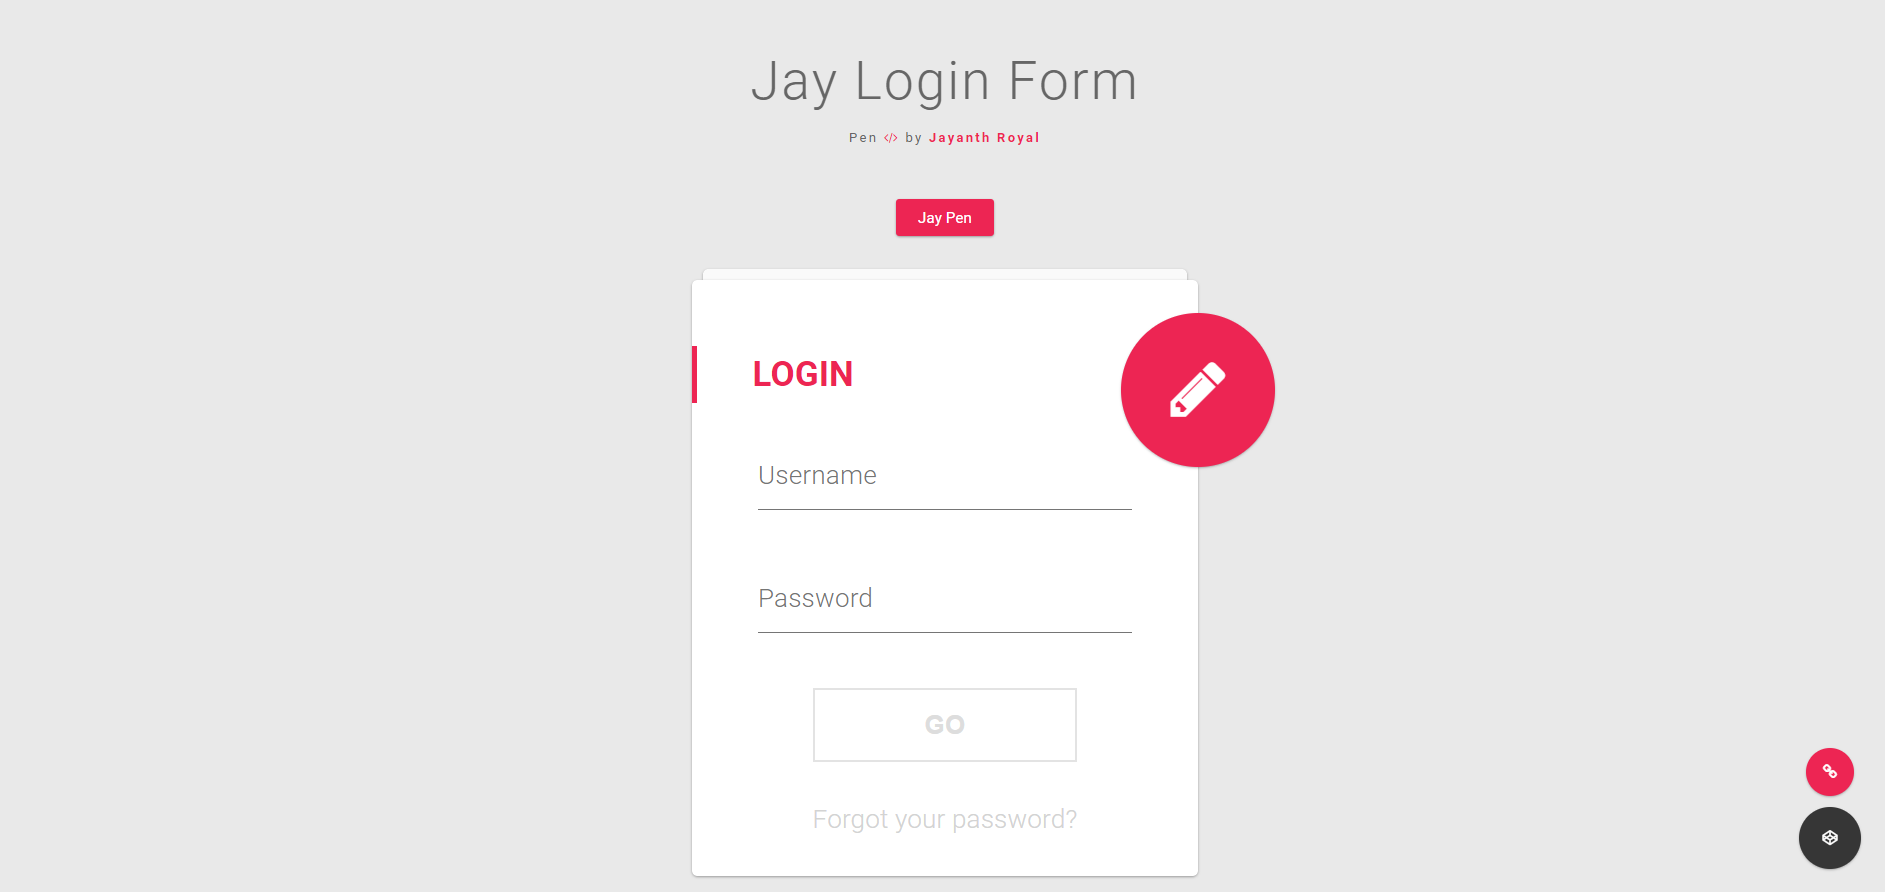 Jay Login Form
Pen </> by Jayanth Royal
Jay Pen
LOGIN
Username
Password
GO
Forgot your password?